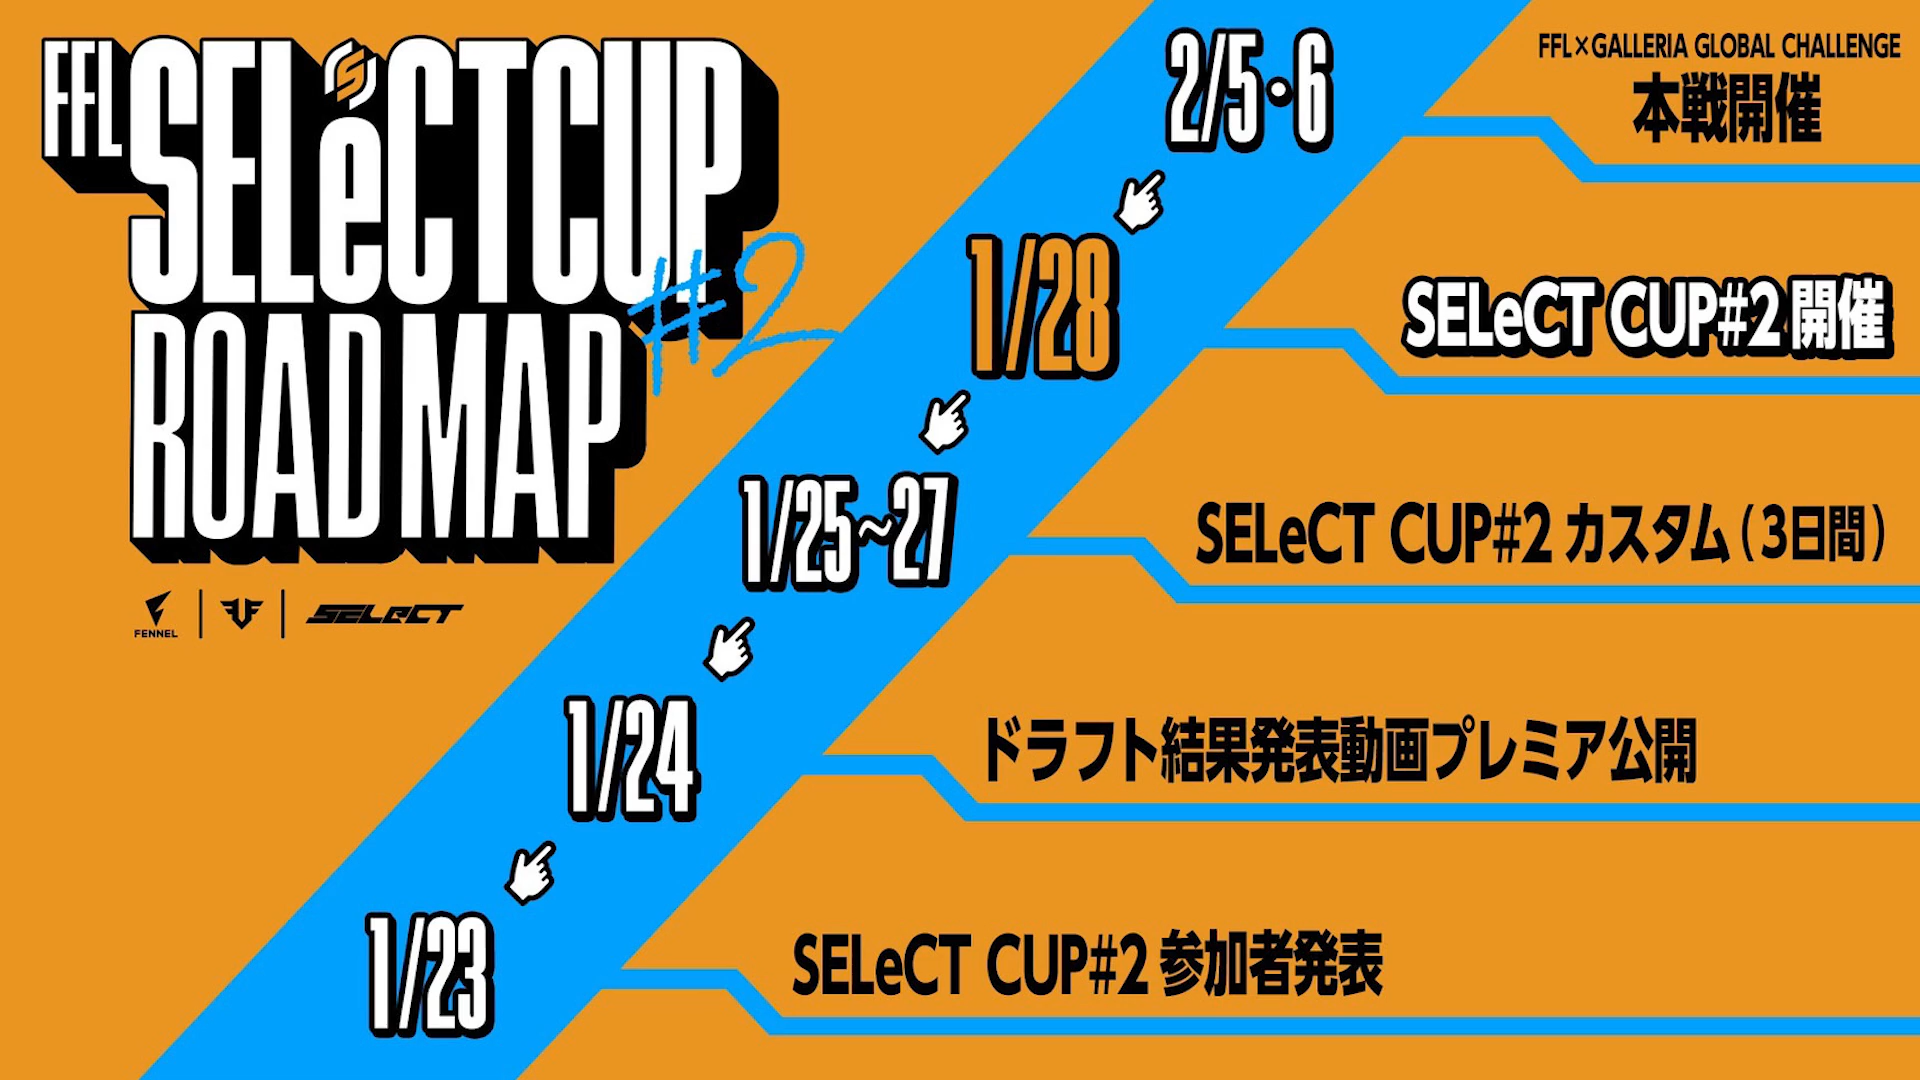 FFL SELeCTCUP
ROAD MAP
#2
FENNEL
SELeCT
2/5・6
FFL×GALLERIA GLOBAL CHALLENGE
本戦開催
1/28
SELeCT CUP#2 開催
1/25~27
SELeCT CUP#2 カスタム(3日間)
1/24
ドラフト結果発表動画プレミア公開
1/23
SELeCT CUP#2 参加者発表